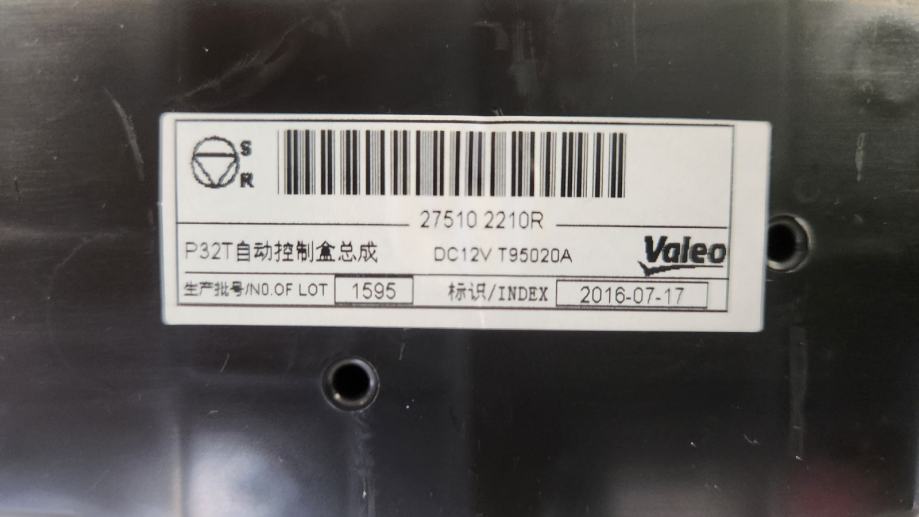 S
R
27510 2210R
P32T自动控制盒总成 DC12V T95020A Valeo
生产批号/NO.OF LOT 1595 标识/INDEX 2016-07-17